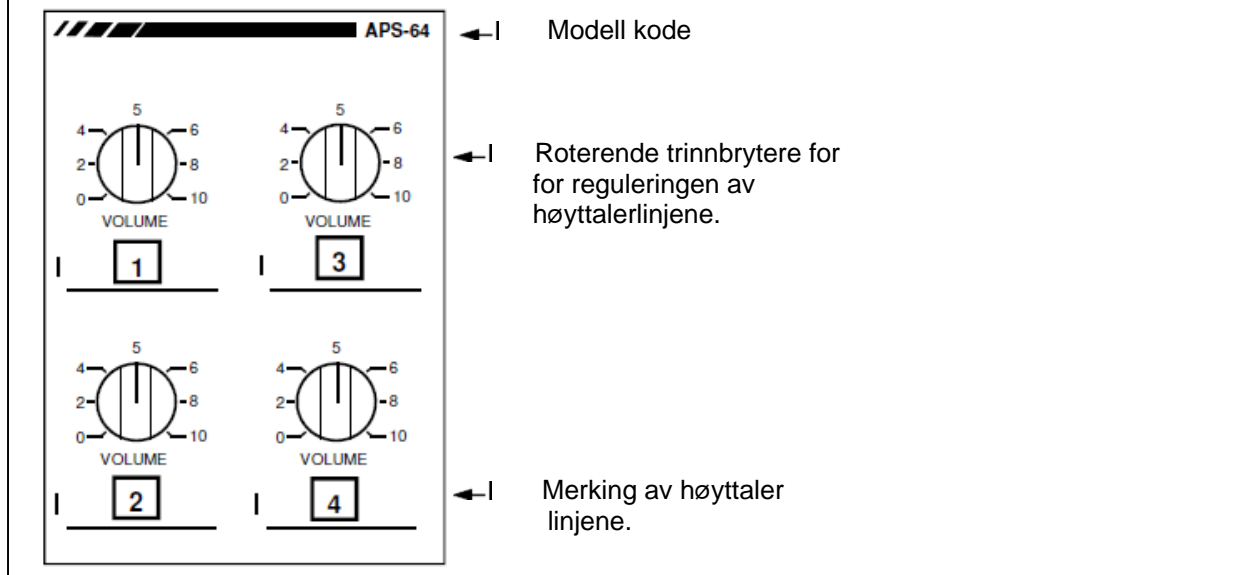 APS-64
Modell kode
5 5
4 6 4 6
2 8 2 8
0 10 0 10
VOLUME VOLUME
Roterende trinnbrytere for
for reguleringen av
høyttalerlinjene.
1 3
5 5
4 6 4 6
2 8 2 8
0 10 0 10
VOLUME VOLUME
2 4
Merking av høyttaler
linjene.